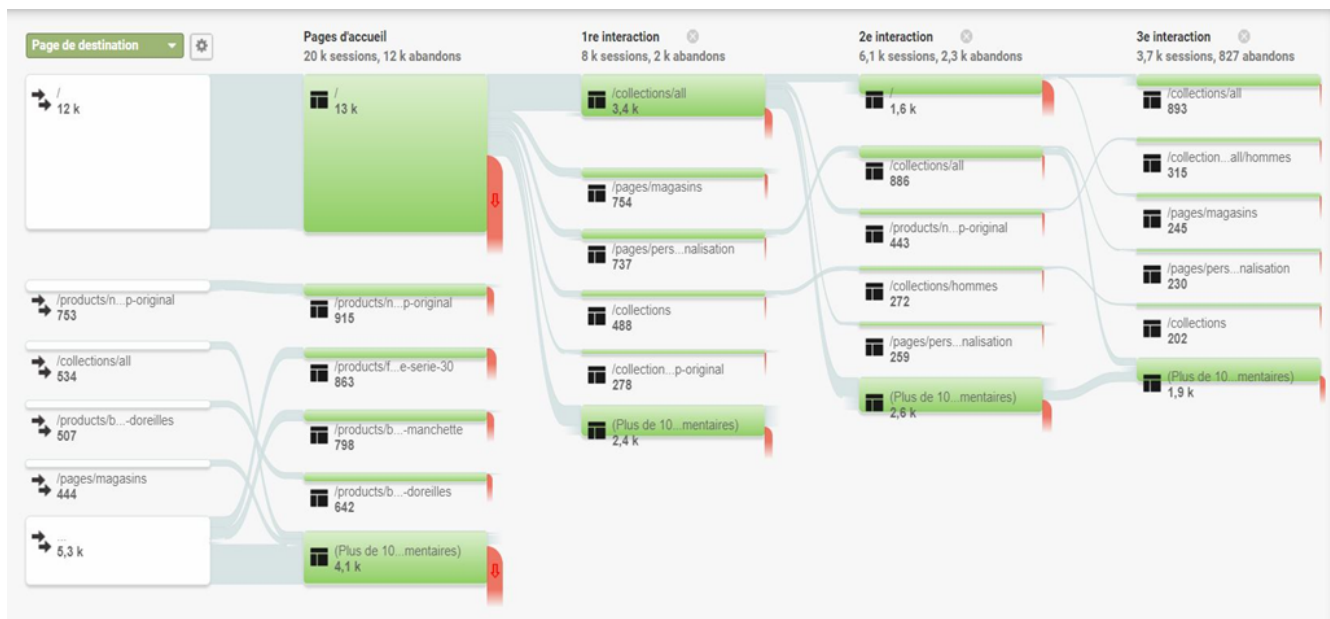 Page de destination
Pages d'accueil
20 k sessions, 12 k abandons
1re interaction
8 k sessions, 2 k abandons
2e interaction
6,1 k sessions, 2,3 k abandons
3e interaction
3,7 k sessions, 827 abandons
/
12 k
/products/n...p-original
753
/collections/all
534
/products/b...-doreilles
507
/pages/magasins
444
...
5,3 k
/
13 k
/products/n...p-original
915
/products/f...e-serie-30
863
/products/b...-manchette
798
/products/b...-doreilles
642
(Plus de 10...mentaires)
4,1 k
/collections/all
3,4 k
/pages/magasins
754
/pages/pers...nalisation
737
/collections
488
/collection...p-original
278
(Plus de 10...mentaires)
2,4 k
/
1,6 k
/collections/all
886
/products/n...p-original
443
/collections/hommes
272
/pages/pers...nalisation
259
(Plus de 10...mentaires)
2,6 k
/collections/all
893
/collection...all/hommes
315
/pages/magasins
245
/pages/pers...nalisation
230
/collections
202
(Plus de 10...mentaires)
1,9 k